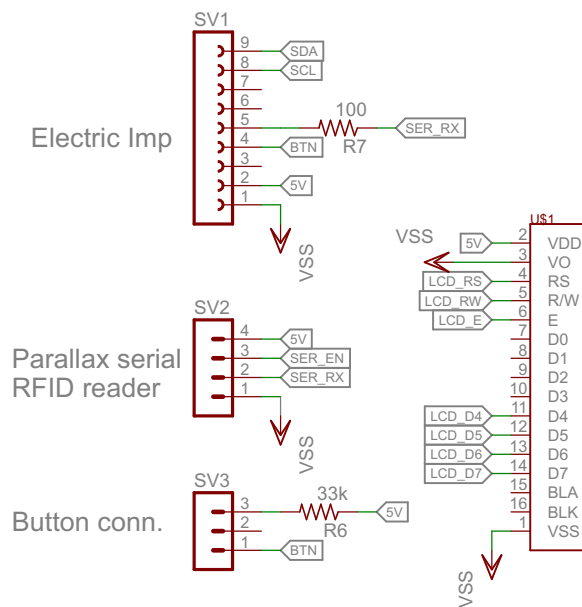 SV1
9 SDA
8 SCL
7
6
5 100 R7 SER_RX
4 BTN
3
2 5V
1
VSS
Electric Imp
SV2
4 5V
3 SER_EN
2 SER_RX
1
VSS
Parallax serial
RFID reader
SV3
3 33k R6 5V
2
1 BTN
Button conn.
U$1
5V 2 VDD
VSS 3 VO
LCD_RS 4 RS
LCD_RW 5 R/W
LCD_E 6 E
7 D0
8 D1
9 D2
10 D3
LCD_D4 11 D4
LCD_D5 12 D5
LCD_D6 13 D6
LCD_D7 14 D7
15 BLA
16 BLK
1 VSS
VSS